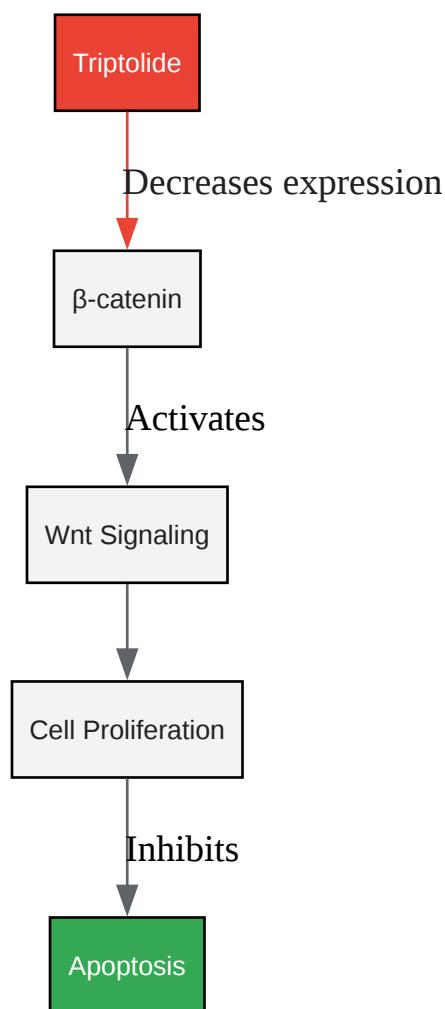 Triptolide
Decreases expression
β-catenin
Activates
Wnt Signaling
Cell Proliferation
Inhibits
Apoptosis